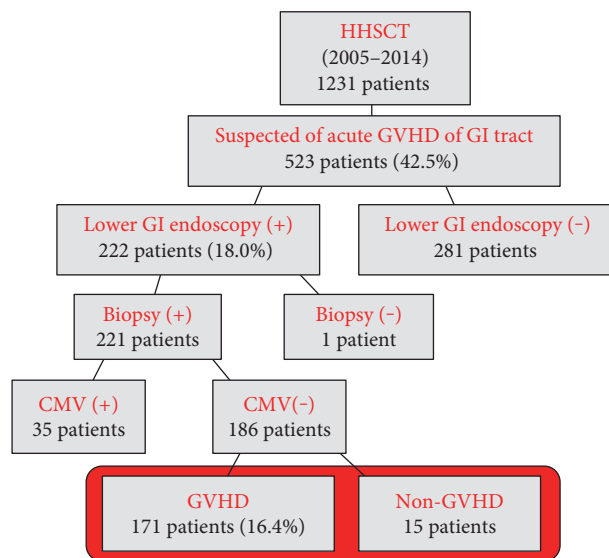 HHSCT
(2005–2014)
1231 patients
Suspected of acute GVHD of GI tract
523 patients (42.5%)
Lower GI endoscopy (+)
222 patients (18.0%)
Lower GI endoscopy (-)
281 patients
Biopsy (+)
221 patients
Biopsy (-)
1 patient
CMV (+)
35 patients
CMV(-)
186 patients
GVHD
171 patients (16.4%)
Non-GVHD
15 patients